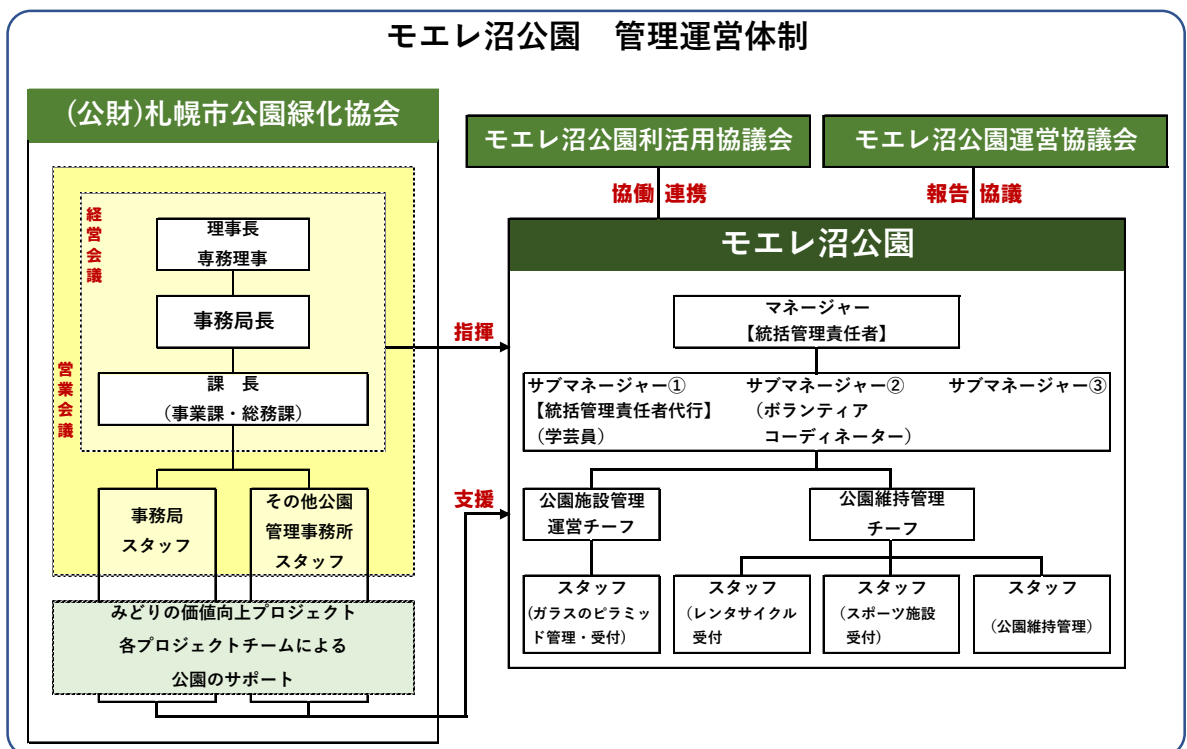 モエレ沼公園　管理運営体制
(公財)札幌市公園緑化協会
経営会議
営業会議
理事長
専務理事
事務局長
課　長
（事業課・総務課）
事務局
スタッフ
その他公園
管理事務所
スタッフ
みどりの価値向上プロジェクト
各プロジェクトチームによる
公園のサポート
指揮
支援
モエレ沼公園利活用協議会
モエレ沼公園運営協議会
協働 連携
報告 協議
モエレ沼公園
マネージャー
【統括管理責任者】
サブマネージャー①
【統括管理責任者代行】
（学芸員）
サブマネージャー②
（ボランティア
コーディネーター）
サブマネージャー③
公園施設管理
運営チーフ
公園維持管理
チーフ
スタッフ
（ガラスのピラミッ
ド管理・受付）
スタッフ
（レンタサイクル
受付
スタッフ
（スポーツ施設
受付）
スタッフ
（公園維持管理）